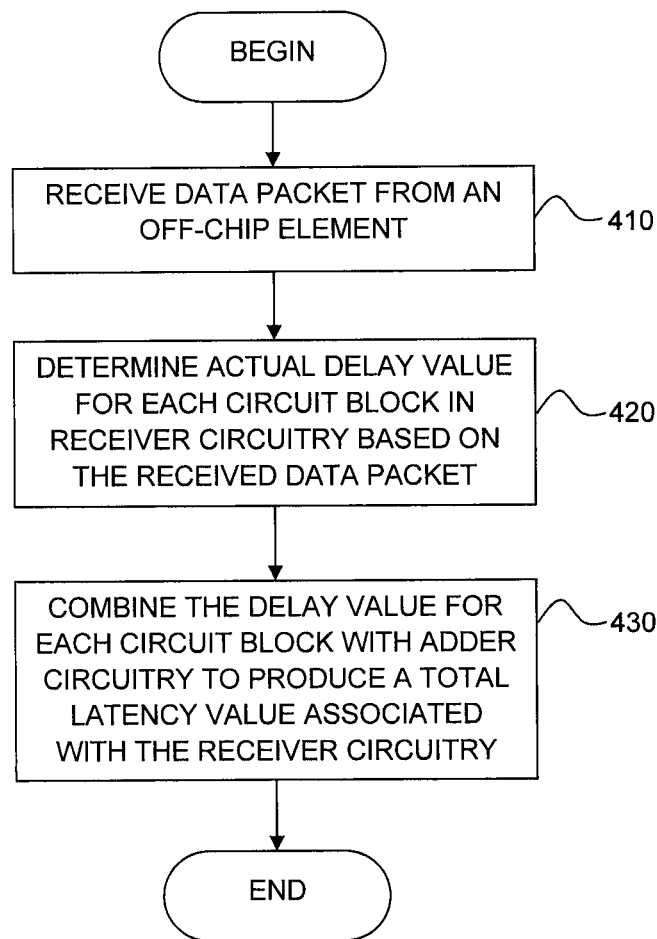 BEGIN
RECEIVE DATA PACKET FROM AN
OFF-CHIP ELEMENT
410
DETERMINE ACTUAL DELAY VALUE
FOR EACH CIRCUIT BLOCK IN
RECEIVER CIRCUITRY BASED ON
THE RECEIVED DATA PACKET
420
COMBINE THE DELAY VALUE FOR
EACH CIRCUIT BLOCK WITH ADDER
CIRCUITRY TO PRODUCE A TOTAL
LATENCY VALUE ASSOCIATED
WITH THE RECEIVER CIRCUITRY
430
END